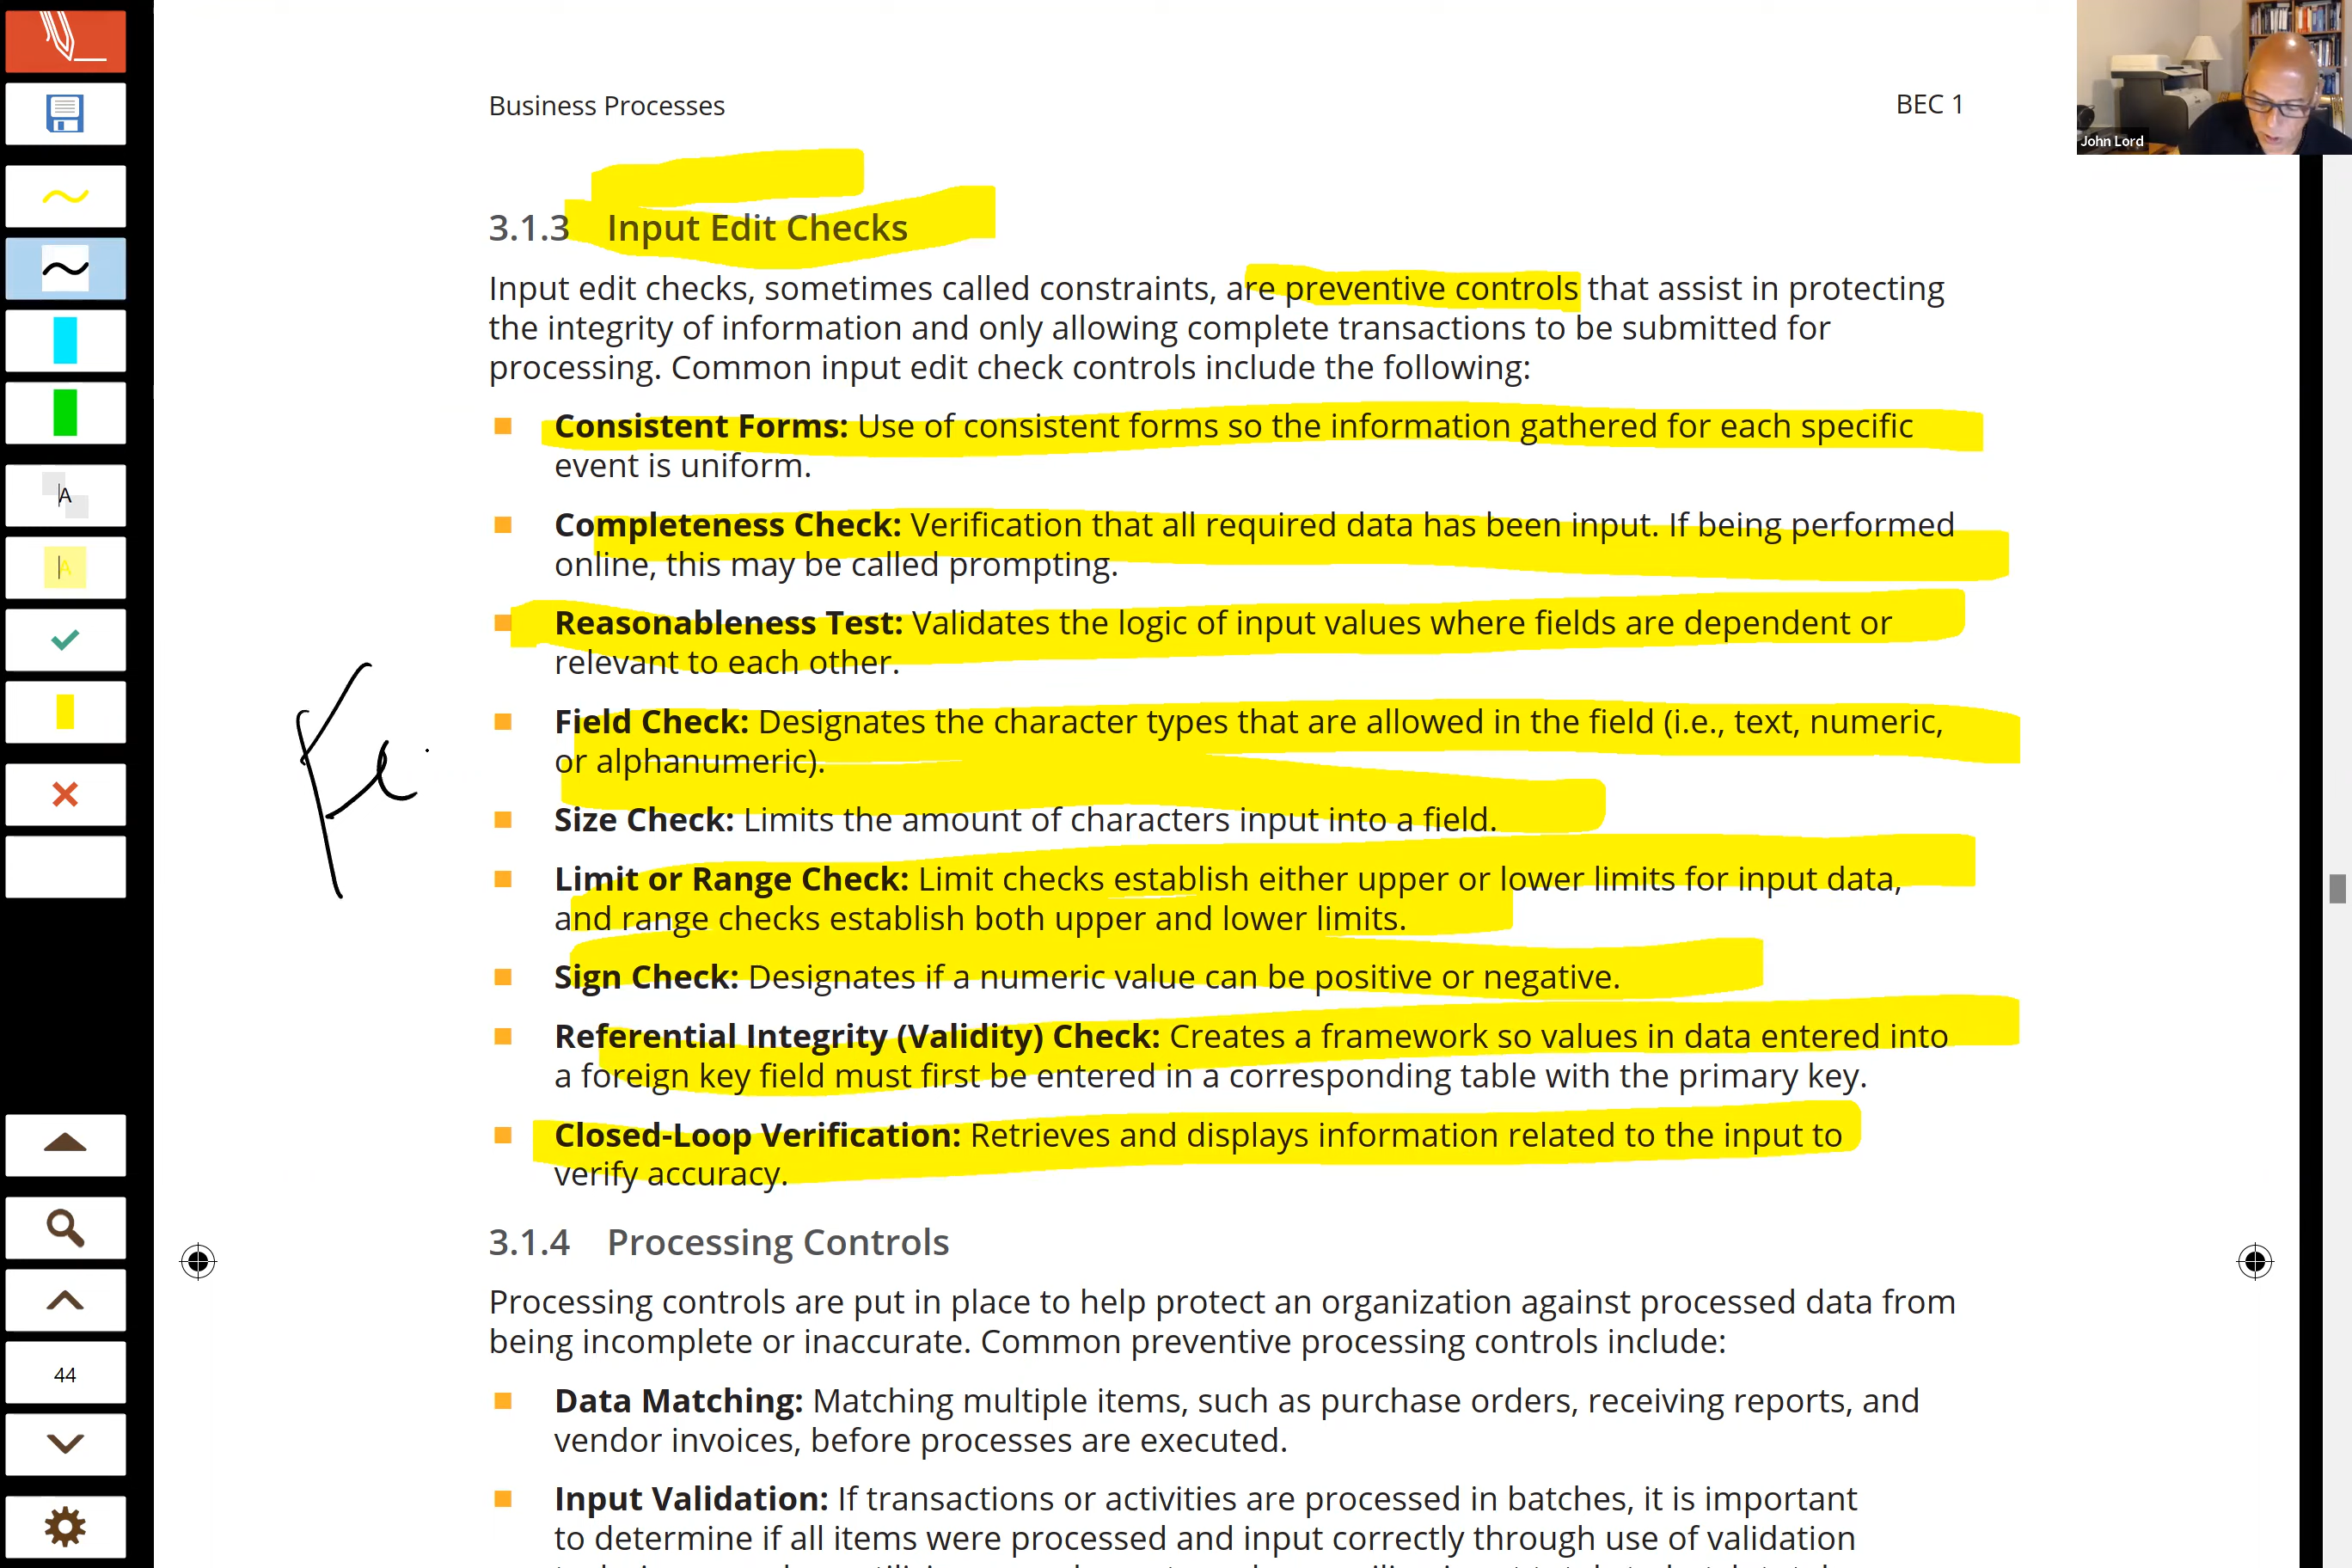 Business Processes
BEC 1
John Lord
3.1.3 Input Edit Checks
Input edit checks, sometimes called constraints, are preventive controls that assist in protecting
the integrity of information and only allowing complete transactions to be submitted for
processing. Common input edit check controls include the following:
Consistent Forms: Use of consistent forms so the information gathered for each specific
event is uniform.
Completeness Check: Verification that all required data has been input. If being performed
online, this may be called prompting.
Reasonableness Test: Validates the logic of input values where fields are dependent or
relevant to each other.
Field Check: Designates the character types that are allowed in the field (i.e., text, numeric,
or alphanumeric).
Size Check: Limits the amount of characters input into a field.
Limit or Range Check: Limit checks establish either upper or lower limits for input data,
and range checks establish both upper and lower limits.
Sign Check: Designates if a numeric value can be positive or negative.
Referential Integrity (Validity) Check: Creates a framework so values in data entered into
a foreign key field must first be entered in a corresponding table with the primary key.
Closed-Loop Verification: Retrieves and displays information related to the input to
verify accuracy.
3.1.4 Processing Controls
Processing controls are put in place to help protect an organization against processed data from
being incomplete or inaccurate. Common preventive processing controls include:
Data Matching: Matching multiple items, such as purchase orders, receiving reports, and
vendor invoices, before processes are executed.
Input Validation: If transactions or activities are processed in batches, it is important
to determine if all items were processed and input correctly through use of validation
A
A
44